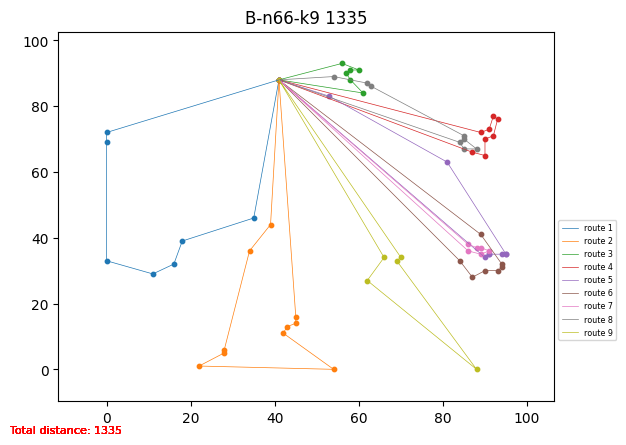 B-n66-k9 1335
100
80
60
40
20
0
0 20 40 60 80 100
route 1
route 2
route 3
route 4
route 5
route 6
route 7
route 8
route 9
Total distance: 1335